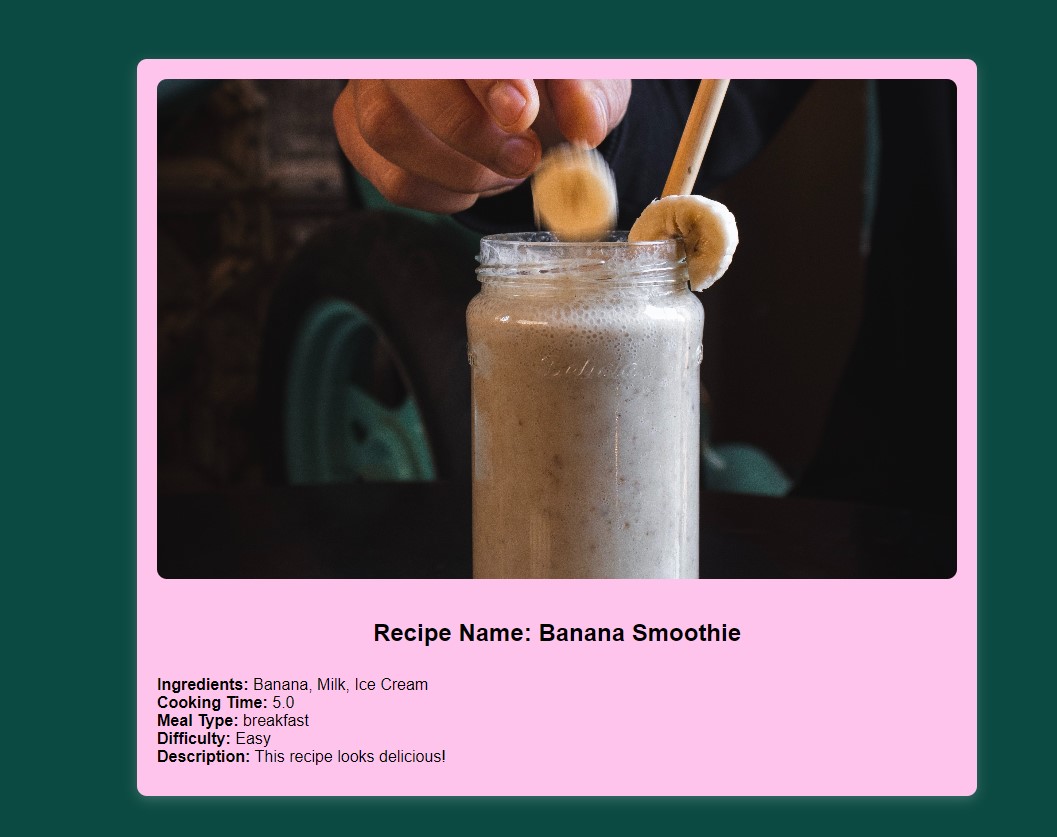 Recipe Name: Banana Smoothie
Ingredients: Banana, Milk, Ice Cream
Cooking Time: 5.0
Meal Type: breakfast
Difficulty: Easy
Description: This recipe looks delicious!